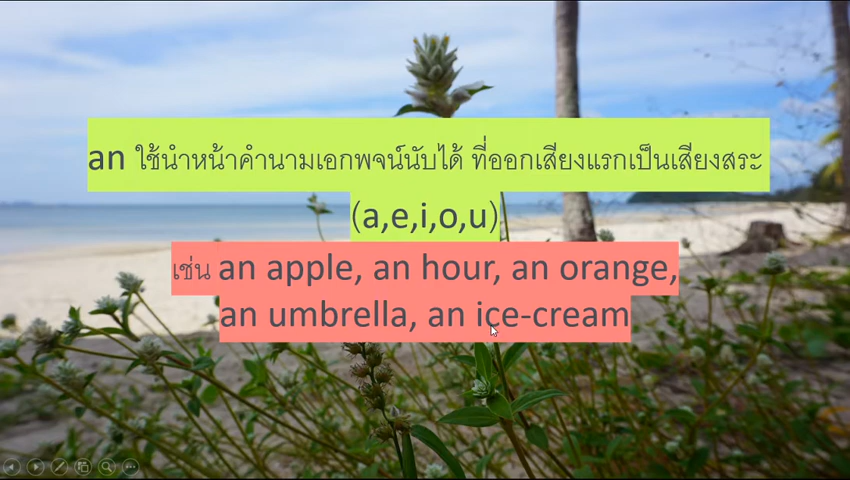 an ใช้นำหน้าคำนามเอกพจน์นับได้ ที่ออกเสียงแรกเป็นเสียงสระ
(a,e,i,o,u)
เช่น an apple, an hour, an orange,
an umbrella, an ice-cream